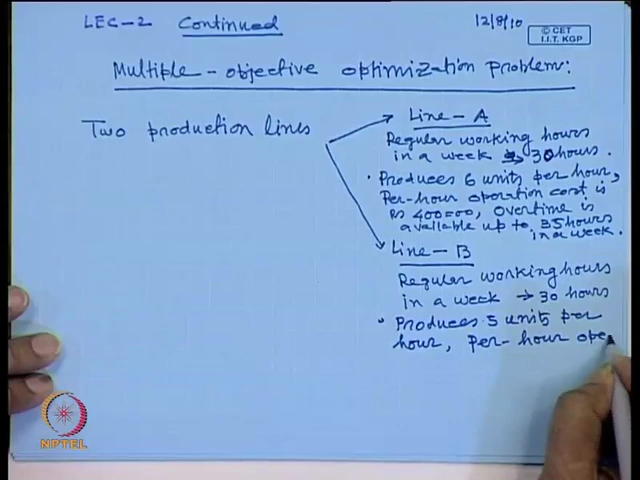 LEC-2 Continued
12/8/10
© CET
I.I.T. KGP
Multiple-objective optimization problem:
Two production lines
Line-A
Regular working hours
in a week → 30 hours.
• Produces 6 units per hour,
Per-hour operation cost is
Rs 400=00, overtime is
available up to 35 hours
in a week.
Line-B
Regular working hours
in a week → 30 hours
• Produces 5 units per
hour, per-hour ope
NPTEL